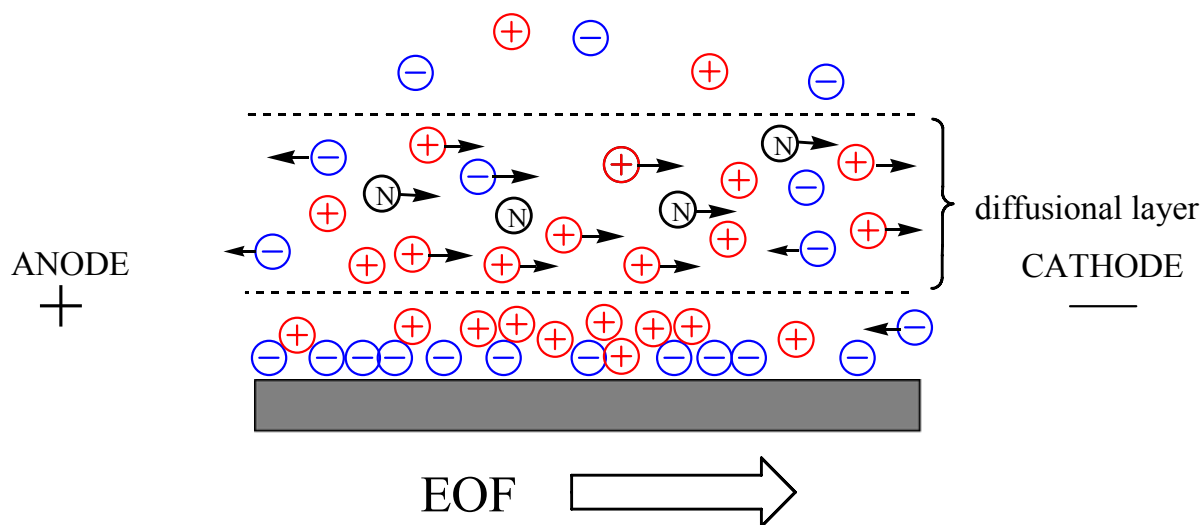 N
N
N
N
diffusional layer
ANODE
CATHODE
EOF